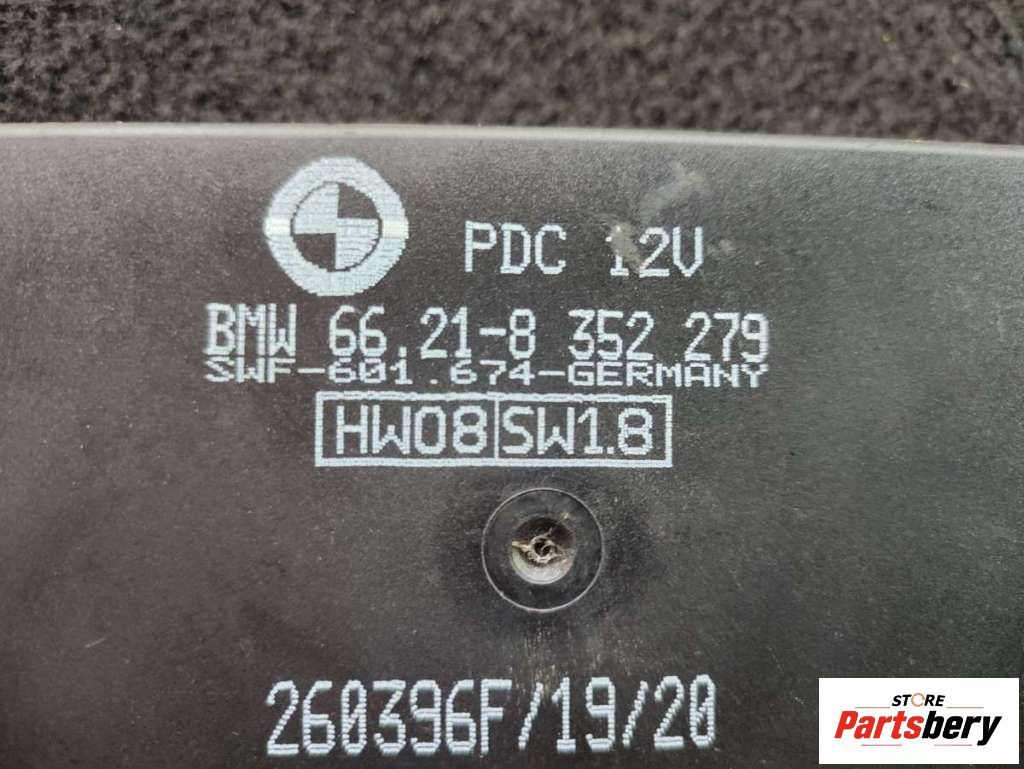 PDC 12V
BMW 66.21-8 352 279
SWF-601.674-GERMANY
HW08 SW1.8
260396F/19/20
STORE
Partsbery